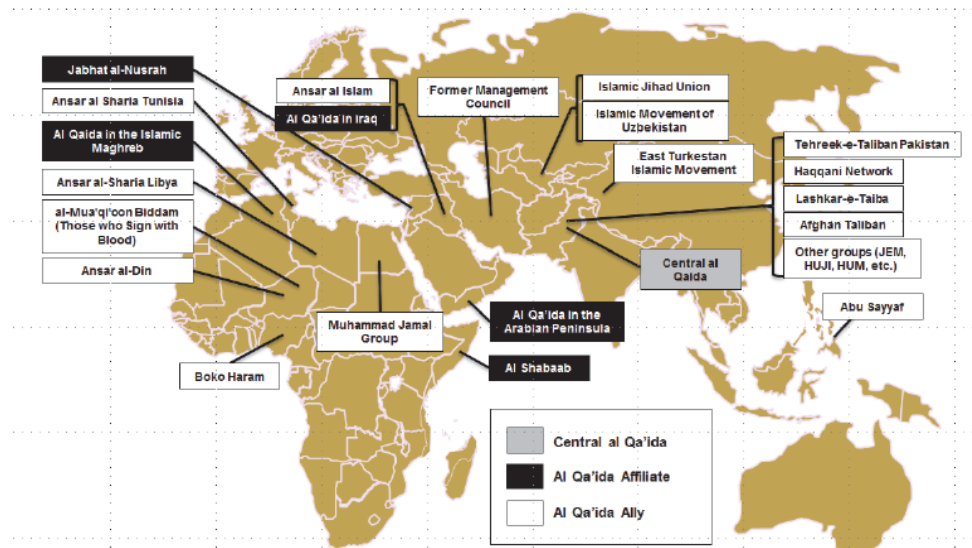 Jabhat al-Nusrah
Ansar al Sharia Tunisia
Al Qaida in the Islamic
Maghreb
Ansar al-Sharia Libya
al-Mua'qi'oon Biddam
(Those who Sign with
Blood)
Ansar al-Din
Boko Haram
Muhammad Jamal
Group
Ansar al Islam
Al Qa'ida in Iraq
Former Management
Council
Islamic Jihad Union
Islamic Movement of
Uzbekistan
East Turkestan
Islamic Movement
Tehreek-e-Taliban Pakistan
Haqqani Network
Lashkar-e-Taiba
Afghan Taliban
Other groups (JEM,
HUJI, HUM, etc.)
Central al
Qaida
Abu Sayyaf
Al Qa'ida in the
Arabian Peninsula
Al Shabaab
Central al Qa'ida
Al Qa'ida Affiliate
Al Qa'ida Ally